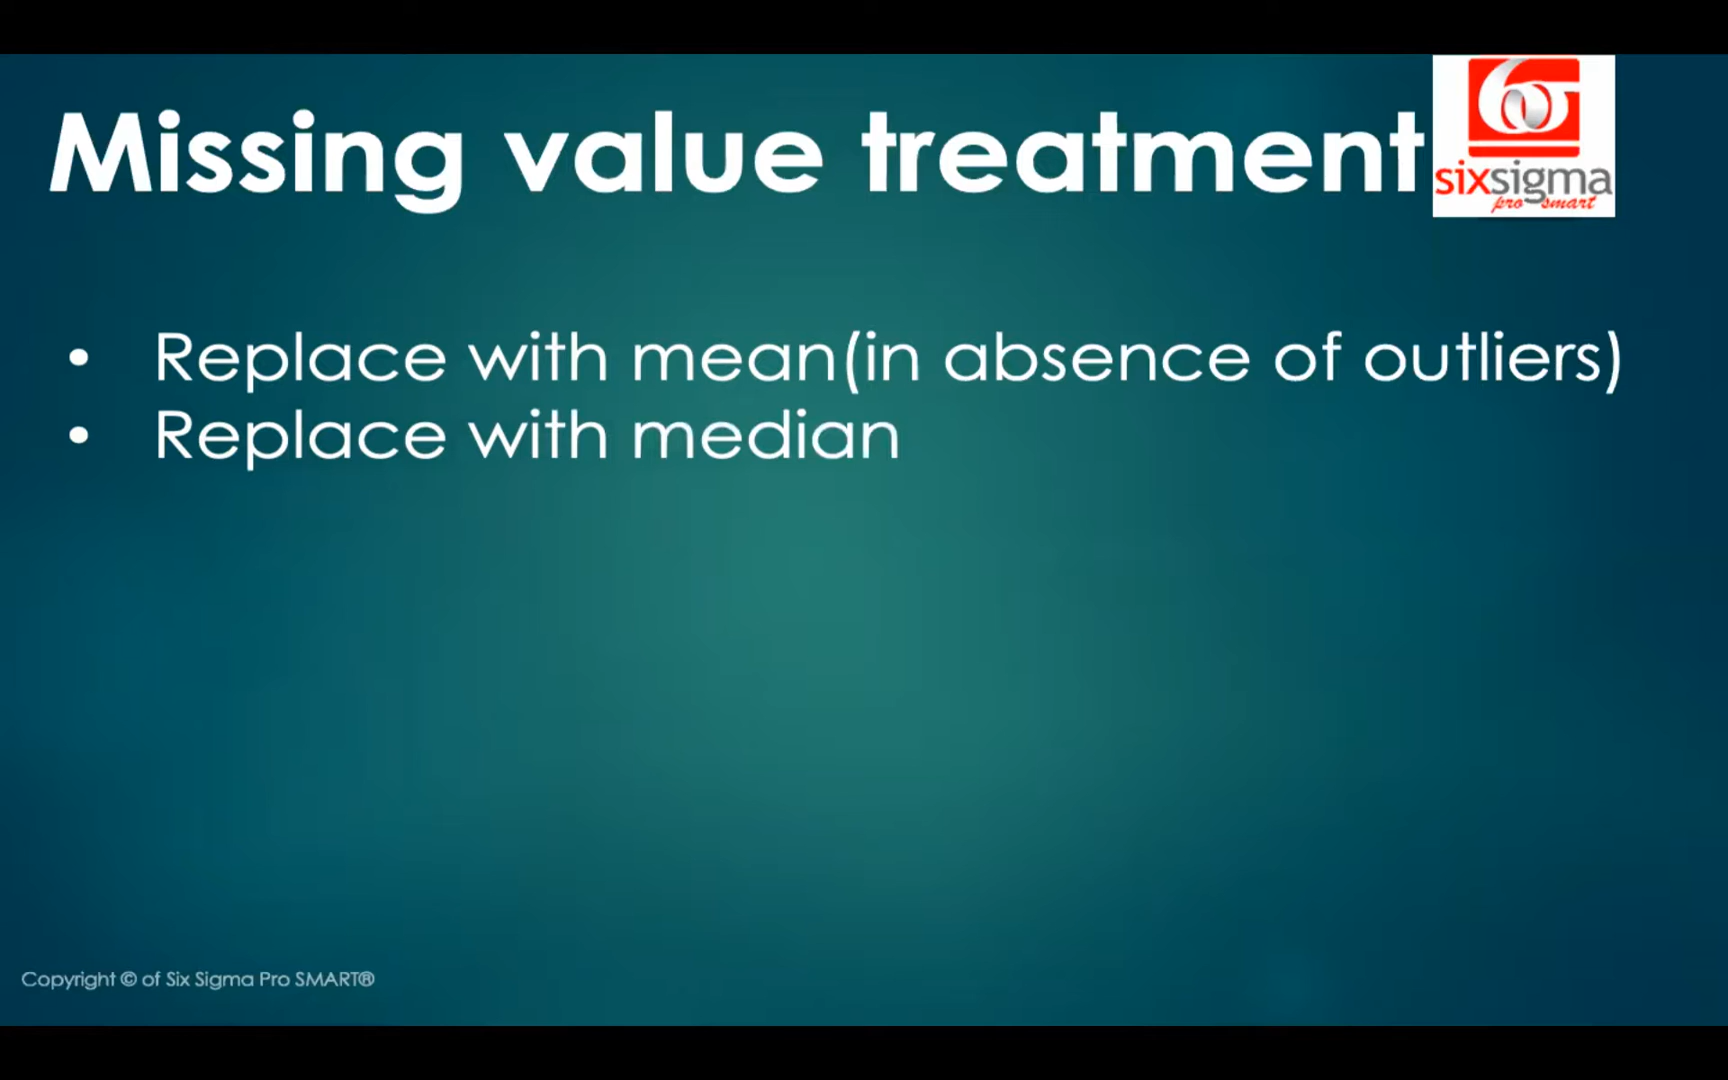 Missing value treatment
6σ
sixsigma
pro smart
• Replace with mean(in absence of outliers)
• Replace with median
Copyright © of Six Sigma Pro SMART®